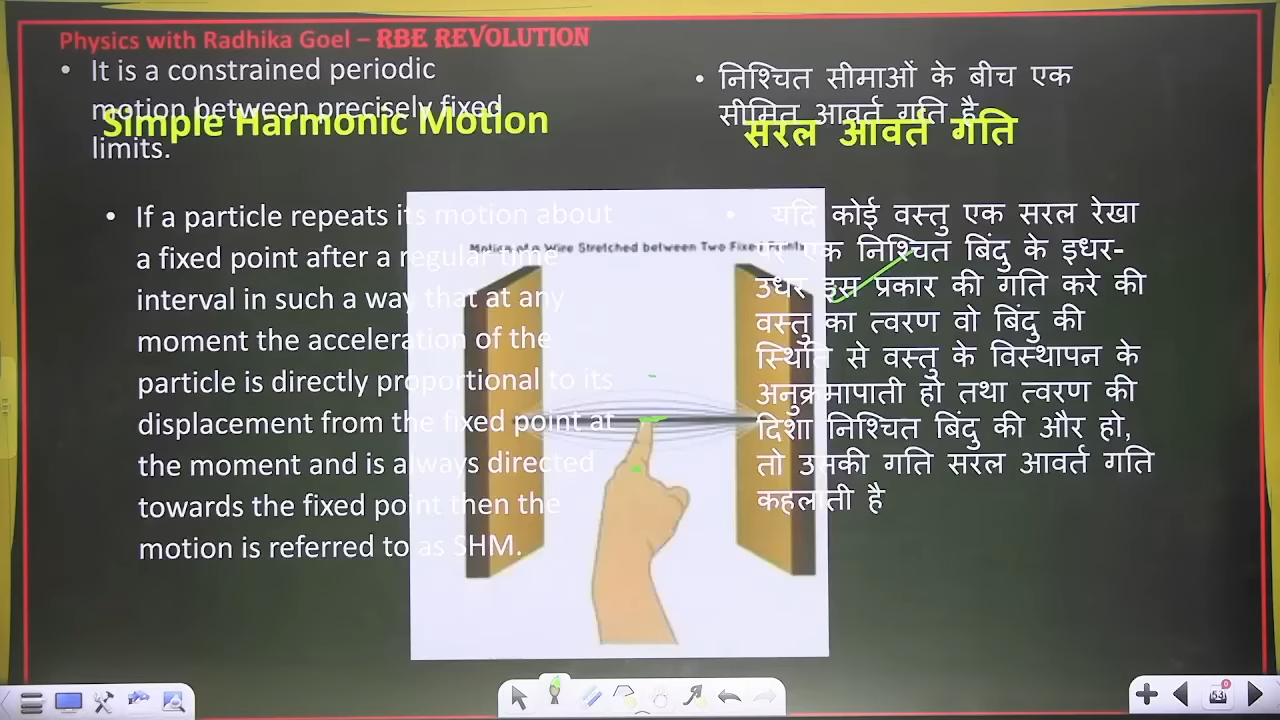 Physics with Radhika Goel – RBE REVOLUTION
• It is a constrained periodic
motion between precisely fixed
limits.
• निश्चित सीमाओं के बीच एक
सीमित आवर्त गति है
Simple Harmonic Motion
सरल आवर्त गति
• If a particle repeats its motion about
a fixed point after a regular time
interval in such a way that at any
moment the acceleration of the
particle is directly proportional to its
displacement from the fixed point at
the moment and is always directed
towards the fixed point then the
motion is referred to as SHM.
Motion of a Wire Stretched between Two Fixed Points
• यदि कोई वस्तु एक सरल रेखा
पर एक निश्चित बिंदु के इधर-
उधर इस प्रकार की गति करे की
वस्तु का त्वरण वो बिंदु की
स्थिति से वस्तु के विस्थापन के
अनुक्रमापाती हो तथा त्वरण की
दिशा निश्चित बिंदु की और हो,
तो उसकी गति सरल आवर्त गति
कहलाती है
53